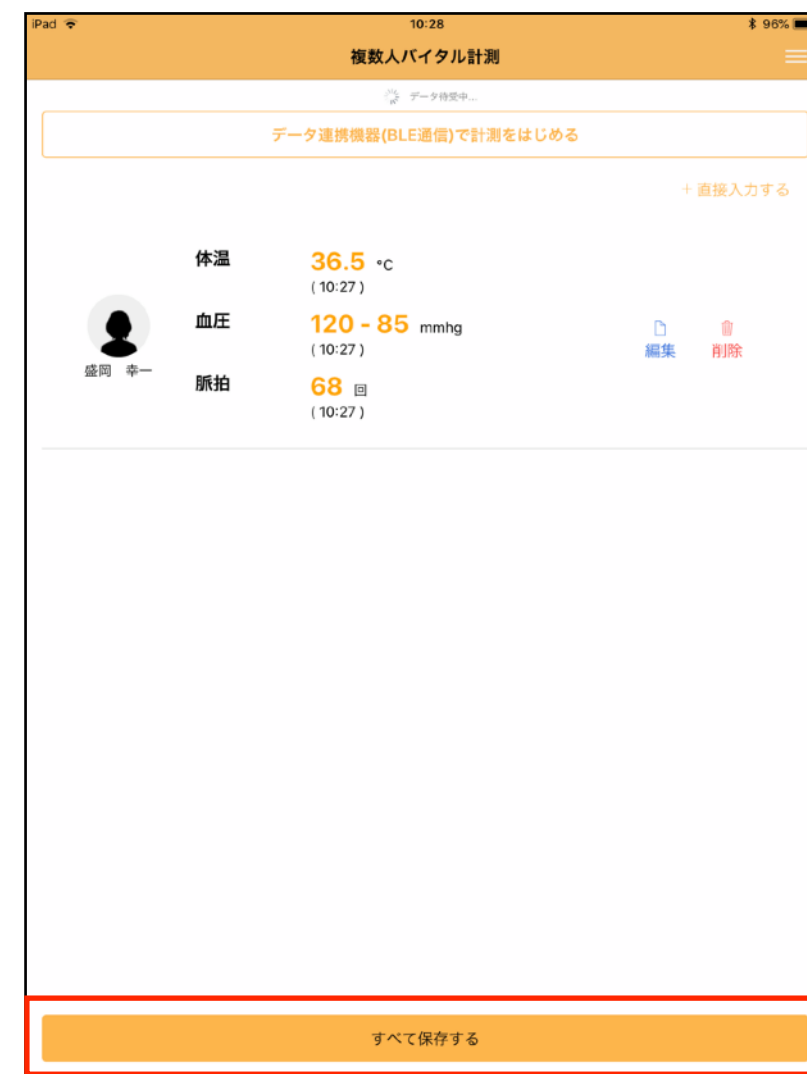 iPad 10:28 96%
複数人バイタル計測
データ待受中...
データ連携機器(BLE通信)で計測をはじめる
+ 直接入力する
体温 36.5 °C
( 10:27 )
血圧 120 - 85 mmhg
( 10:27 )
編集 削除
盛岡 幸一
脈拍 68 回
( 10:27 )
すべて保存する